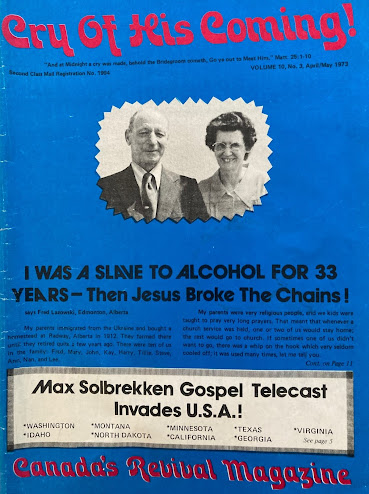 Cry Of His Coming!
"And at Midnight a cry was made, behold the Bridegroom cometh, Go ye out to Meet Him," Matt. 25:1-10
Second Class Mail Registration No. 1904
VOLUME 10, No. 3, April/May 1973
I WAS A SLAVE TO ALCOHOL FOR 33
YEARS – Then Jesus Broke The Chains!
says Fred Lazowski, Edmonton, Alberta
My parents immigrated from the Ukraine and bought a
homestead in Radway, Alberta in 1912. They farmed there
until they retired quite a few years ago. There were ten of us
in the family: Fred, Mary, John, Kay, Harry, Tillie, Steve,
Ann, Nan, and Lee.
My parents were very religious people, and we kids were
taught to pray very long prayers. This meant that whenever a
church service was held, one or two of us would stay home;
the rest would go to church. If sometimes one of us didn't
want to go, there was a whip on the hook which very seldom
cooled off; it was used many times, let me tell you.
Cont. on Page 11
Max Solbrekken Gospel Telecast
Invades U.S.A.!
*WASHINGTON *MONTANA *MINNESOTA *TEXAS *VIRGINIA
*IDAHO *NORTH DAKOTA *CALIFORNIA *GEORGIA See page 5
Canada's Revival Magazine